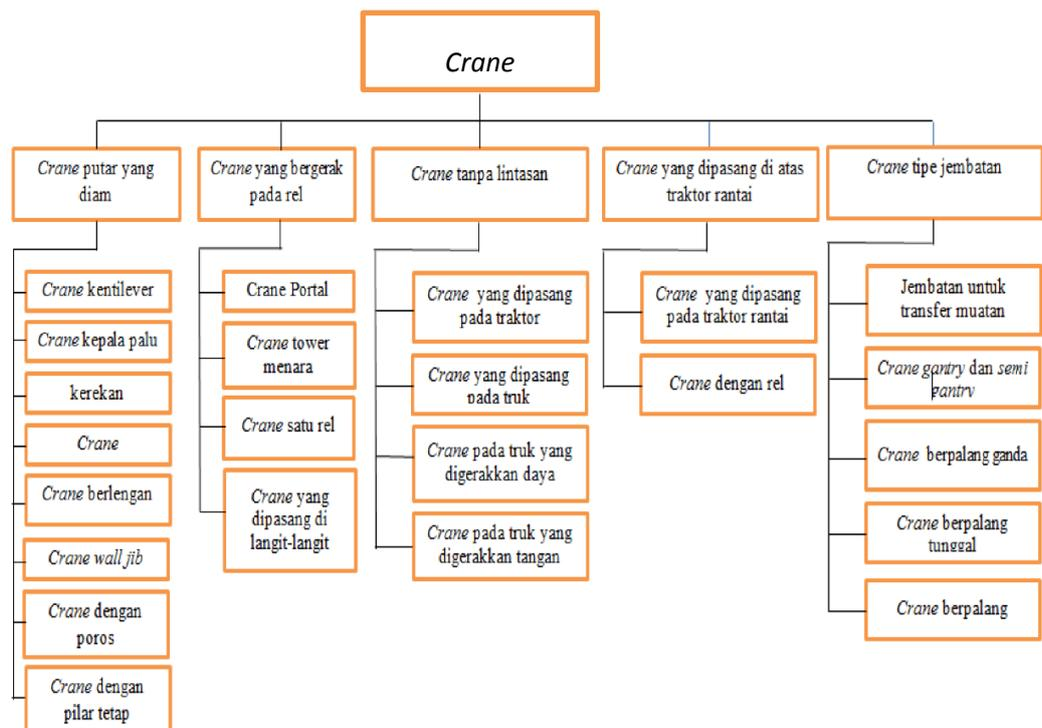 Crane
Crane putar yang
diam
Crane yang bergerak
pada rel
Crane tanpa lintasan
Crane yang dipasang di atas
traktor rantai
Crane tipe jembatan
Crane kentilever
Crane kepala palu
kerekan
Crane
Crane berlengan
Crane wall jib
Crane dengan
poros
Crane dengan
pilar tetap
Crane Portal
Crane tower
menara
Crane satu rel
Crane yang
dipasang di
langit-langit
Crane yang dipasang
pada traktor
Crane yang dipasang
pada truk
Crane pada truk yang
digerakkan daya
Crane pada truk yang
digerakkan tangan
Crane yang dipasang
pada traktor rantai
Crane dengan rel
Jembatan untuk
transfer muatan
Crane gantry dan semi
gantry
Crane berpalang ganda
Crane berpalang
tunggal
Crane berpalang